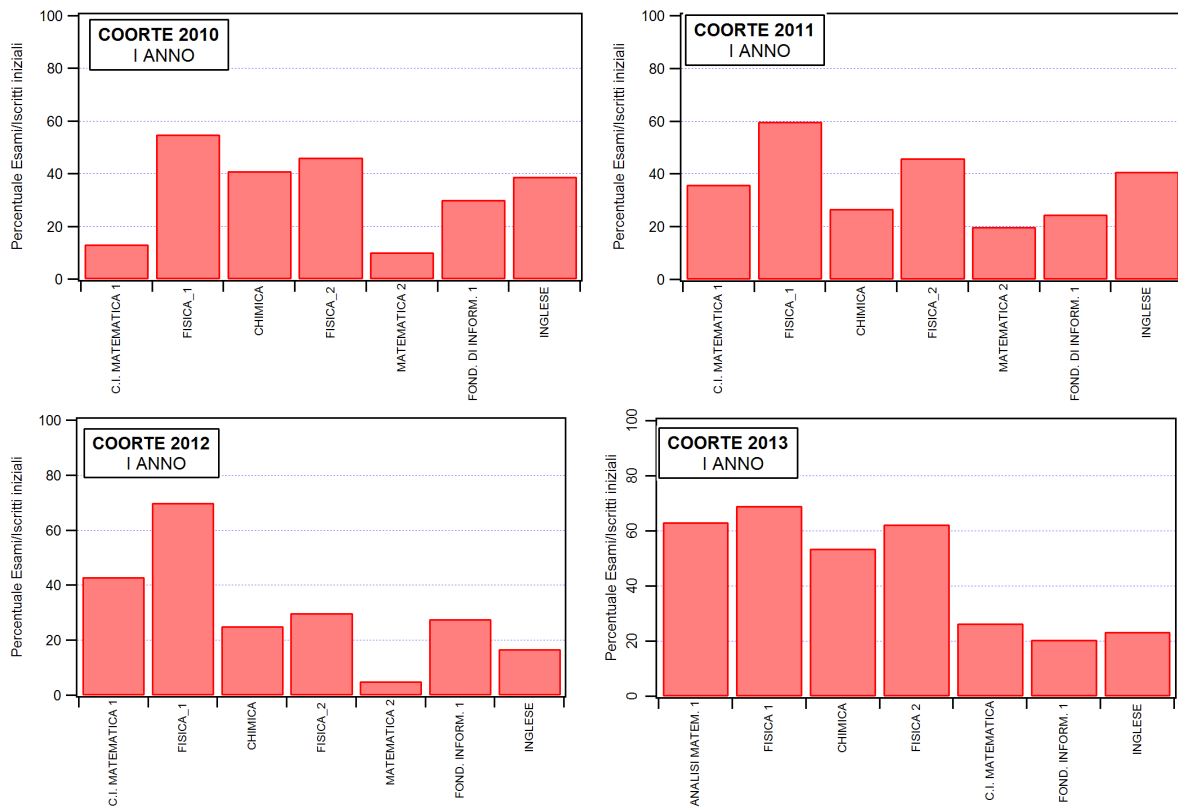 Percentuale Esami/Iscritti iniziali
100
80
60
40
20
0
COORTE 2010
I ANNO
C.I. MATEMATICA 1
FISICA_1
CHIMICA
FISICA_2
MATEMATICA 2
FOND. DI INFORM. 1
INGLESE
Percentuale Esami/Iscritti iniziali
100
80
60
40
20
0
COORTE 2011
I ANNO
C.I. MATEMATICA 1
FISICA_1
CHIMICA
FISICA_2
MATEMATICA 2
FOND. DI INFORM. 1
INGLESE
Percentuale Esami/Iscritti iniziali
100
80
60
40
20
0
COORTE 2012
I ANNO
C.I. MATEMATICA 1
FISICA_1
CHIMICA
FISICA_2
MATEMATICA 2
FOND. INFORM. 1
INGLESE
Percentuale Esami/Iscritti iniziali
100
80
60
40
20
0
COORTE 2013
I ANNO
ANALISI MATEM. 1
FISICA 1
CHIMICA
FISICA 2
C.I. MATEMATICA
FOND. INFORM. 1
INGLESE